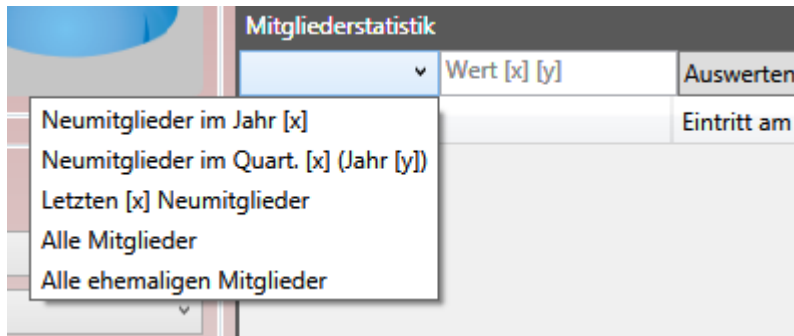 Mitgliederstatistik
Wert [x] [y]
Auswerten
Eintritt am
Neumitglieder im Jahr [x]
Neumitglieder im Quart. [x] (Jahr [y])
Letzten [x] Neumitglieder
Alle Mitglieder
Alle ehemaligen Mitglieder